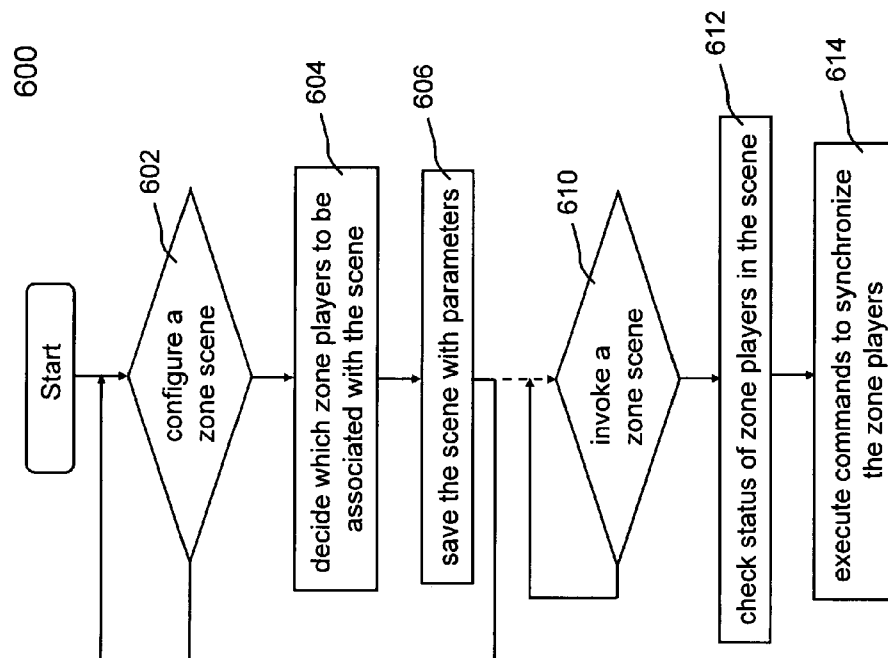 600
Start
602
configure a
zone scene
604
decide which zone players to be
associated with the scene
606
save the scene with parameters
610
invoke a
zone scene
612
check status of zone players in the scene
614
execute commands to synchronize
the zone players